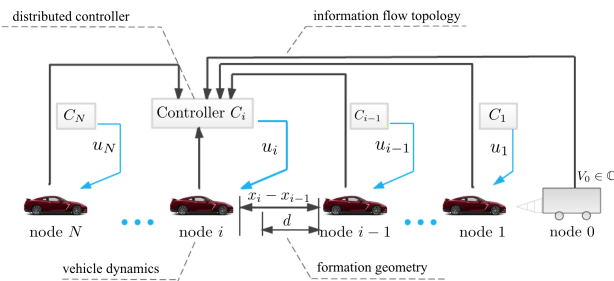 distributed controller
information flow topology
C_N
Controller C_i
C_{i-1}
C_1
u_N
u_i
u_{i-1}
u_1
V_0 ∈ ℂ
x_i − x_{i−1}
d
node N
node i
node i − 1
node 1
node 0
vehicle dynamics
formation geometry